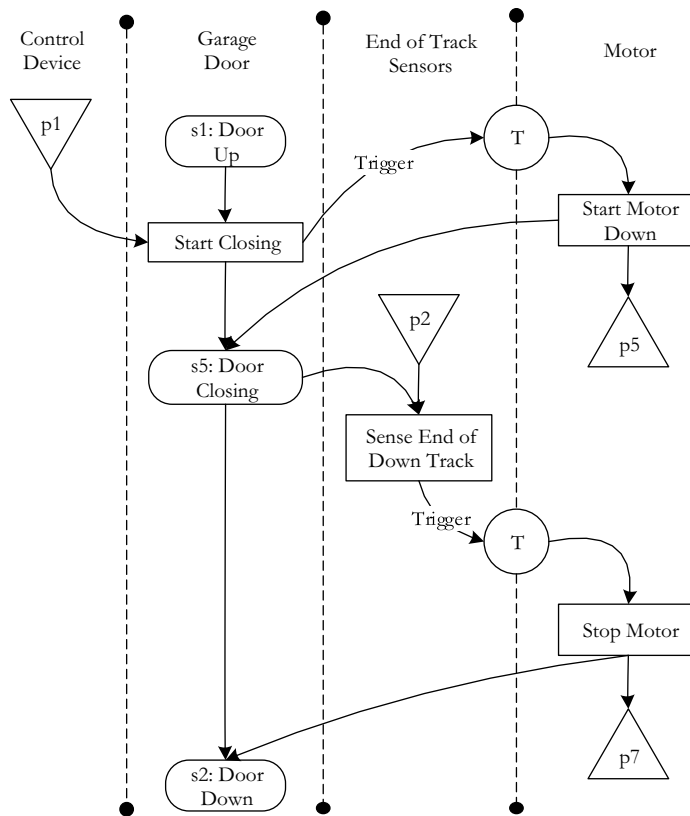 Control
Device
Garage
Door
End of Track
Sensors
Motor
p1
s1: Door
Up
Trigger
T
Start Closing
Start Motor
Down
p2
p5
s5: Door
Closing
Sense End of
Down Track
Trigger
T
Stop Motor
p7
s2: Door
Down